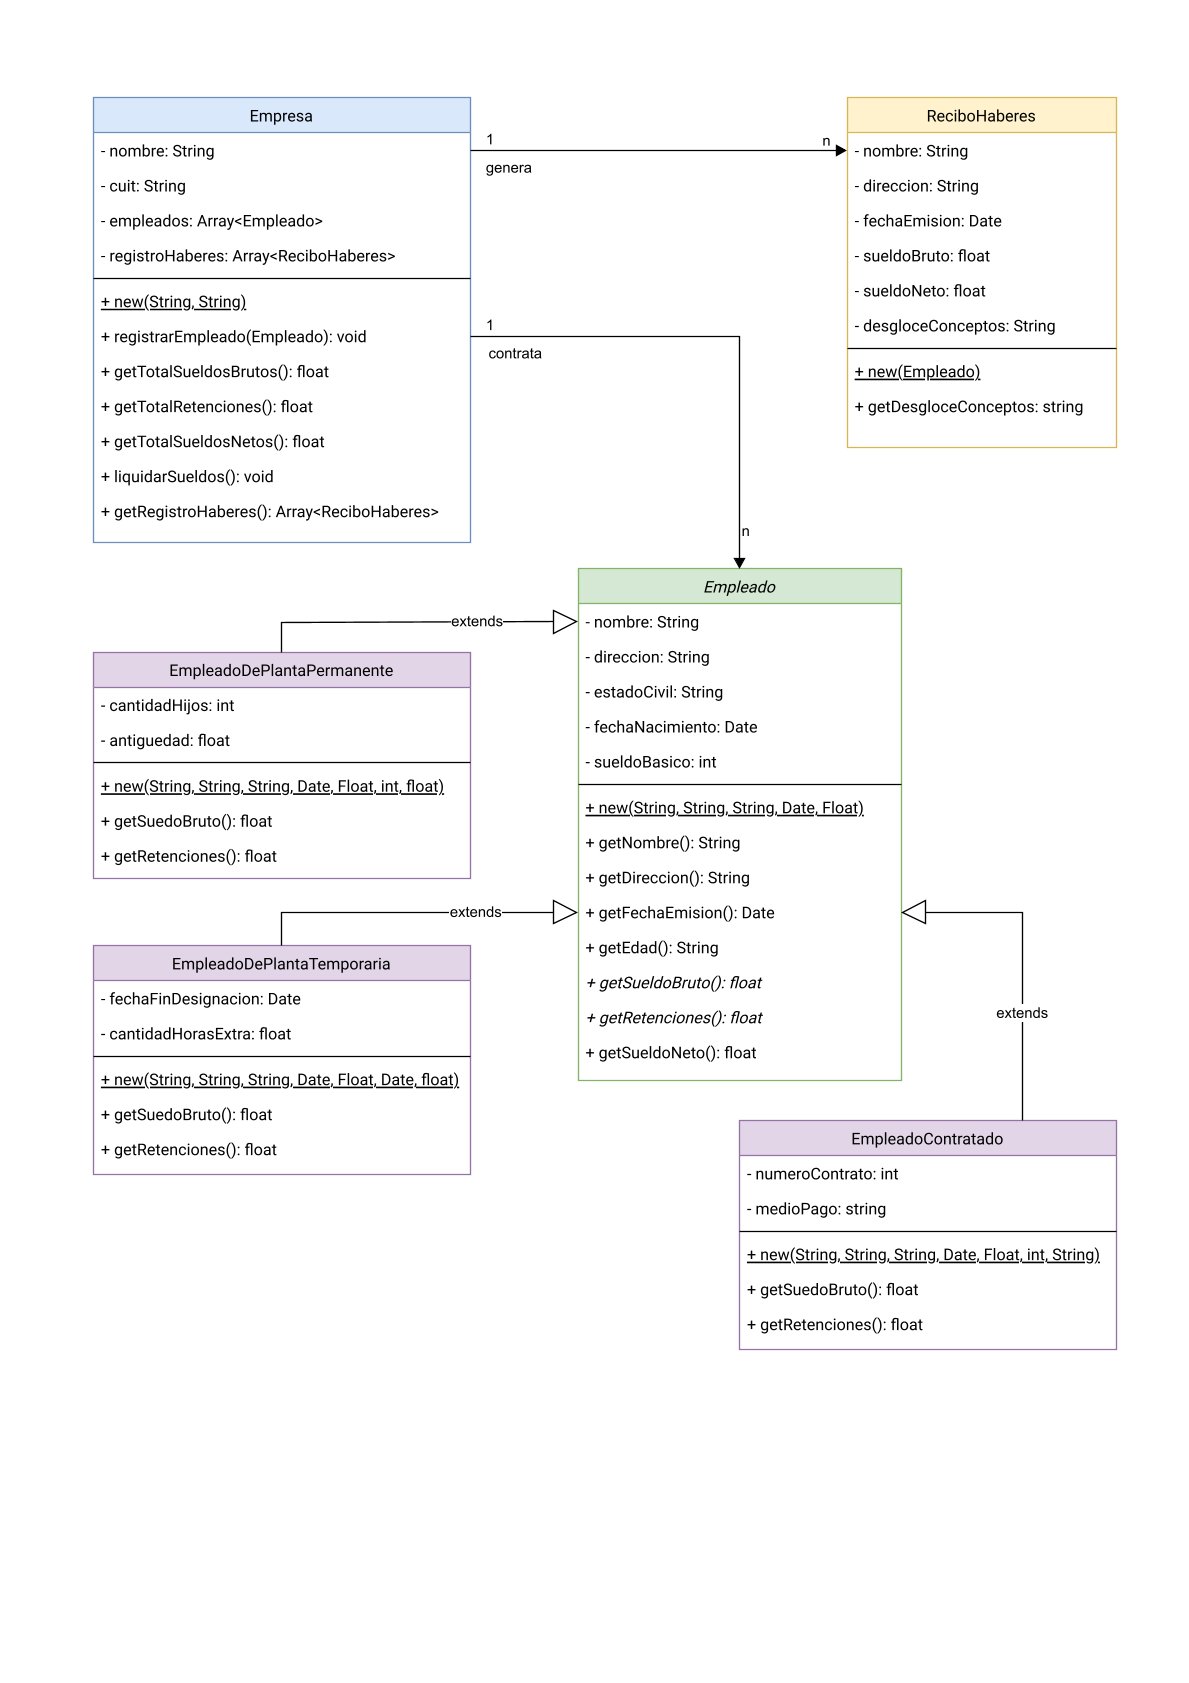 Empresa
- nombre: String
- cuit: String
- empleados: Array<Empleado>
- registroHaberes: Array<ReciboHaberes>
+ new(String, String)
+ registrarEmpleado(Empleado): void
+ getTotalSueldosBrutos(): float
+ getTotalRetenciones(): float
+ getTotalSueldosNetos(): float
+ liquidarSueldos(): void
+ getRegistroHaberes(): Array<ReciboHaberes>
1
n
genera
1
contrata
n
ReciboHaberes
- nombre: String
- direccion: String
- fechaEmision: Date
- sueldoBruto: float
- sueldoNeto: float
- desgloceConceptos: String
+ new(Empleado)
+ getDesgloceConceptos: string
Empleado
- nombre: String
- direccion: String
- estadoCivil: String
- fechaNacimiento: Date
- sueldoBasico: int
+ new(String, String, String, Date, Float)
+ getNombre(): String
+ getDireccion(): String
+ getFechaEmision(): Date
+ getEdad(): String
+ getSueldoBruto(): float
+ getRetenciones(): float
+ getSueldoNeto(): float
extends
EmpleadoDePlantaPermanente
- cantidadHijos: int
- antiguedad: float
+ new(String, String, String, Date, Float, int, float)
+ getSuedoBruto(): float
+ getRetenciones(): float
extends
EmpleadoDePlantaTemporaria
- fechaFinDesignacion: Date
- cantidadHorasExtra: float
+ new(String, String, String, Date, Float, Date, float)
+ getSuedoBruto(): float
+ getRetenciones(): float
extends
EmpleadoContratado
- numeroContrato: int
- medioPago: string
+ new(String, String, String, Date, Float, int, String)
+ getSuedoBruto(): float
+ getRetenciones(): float